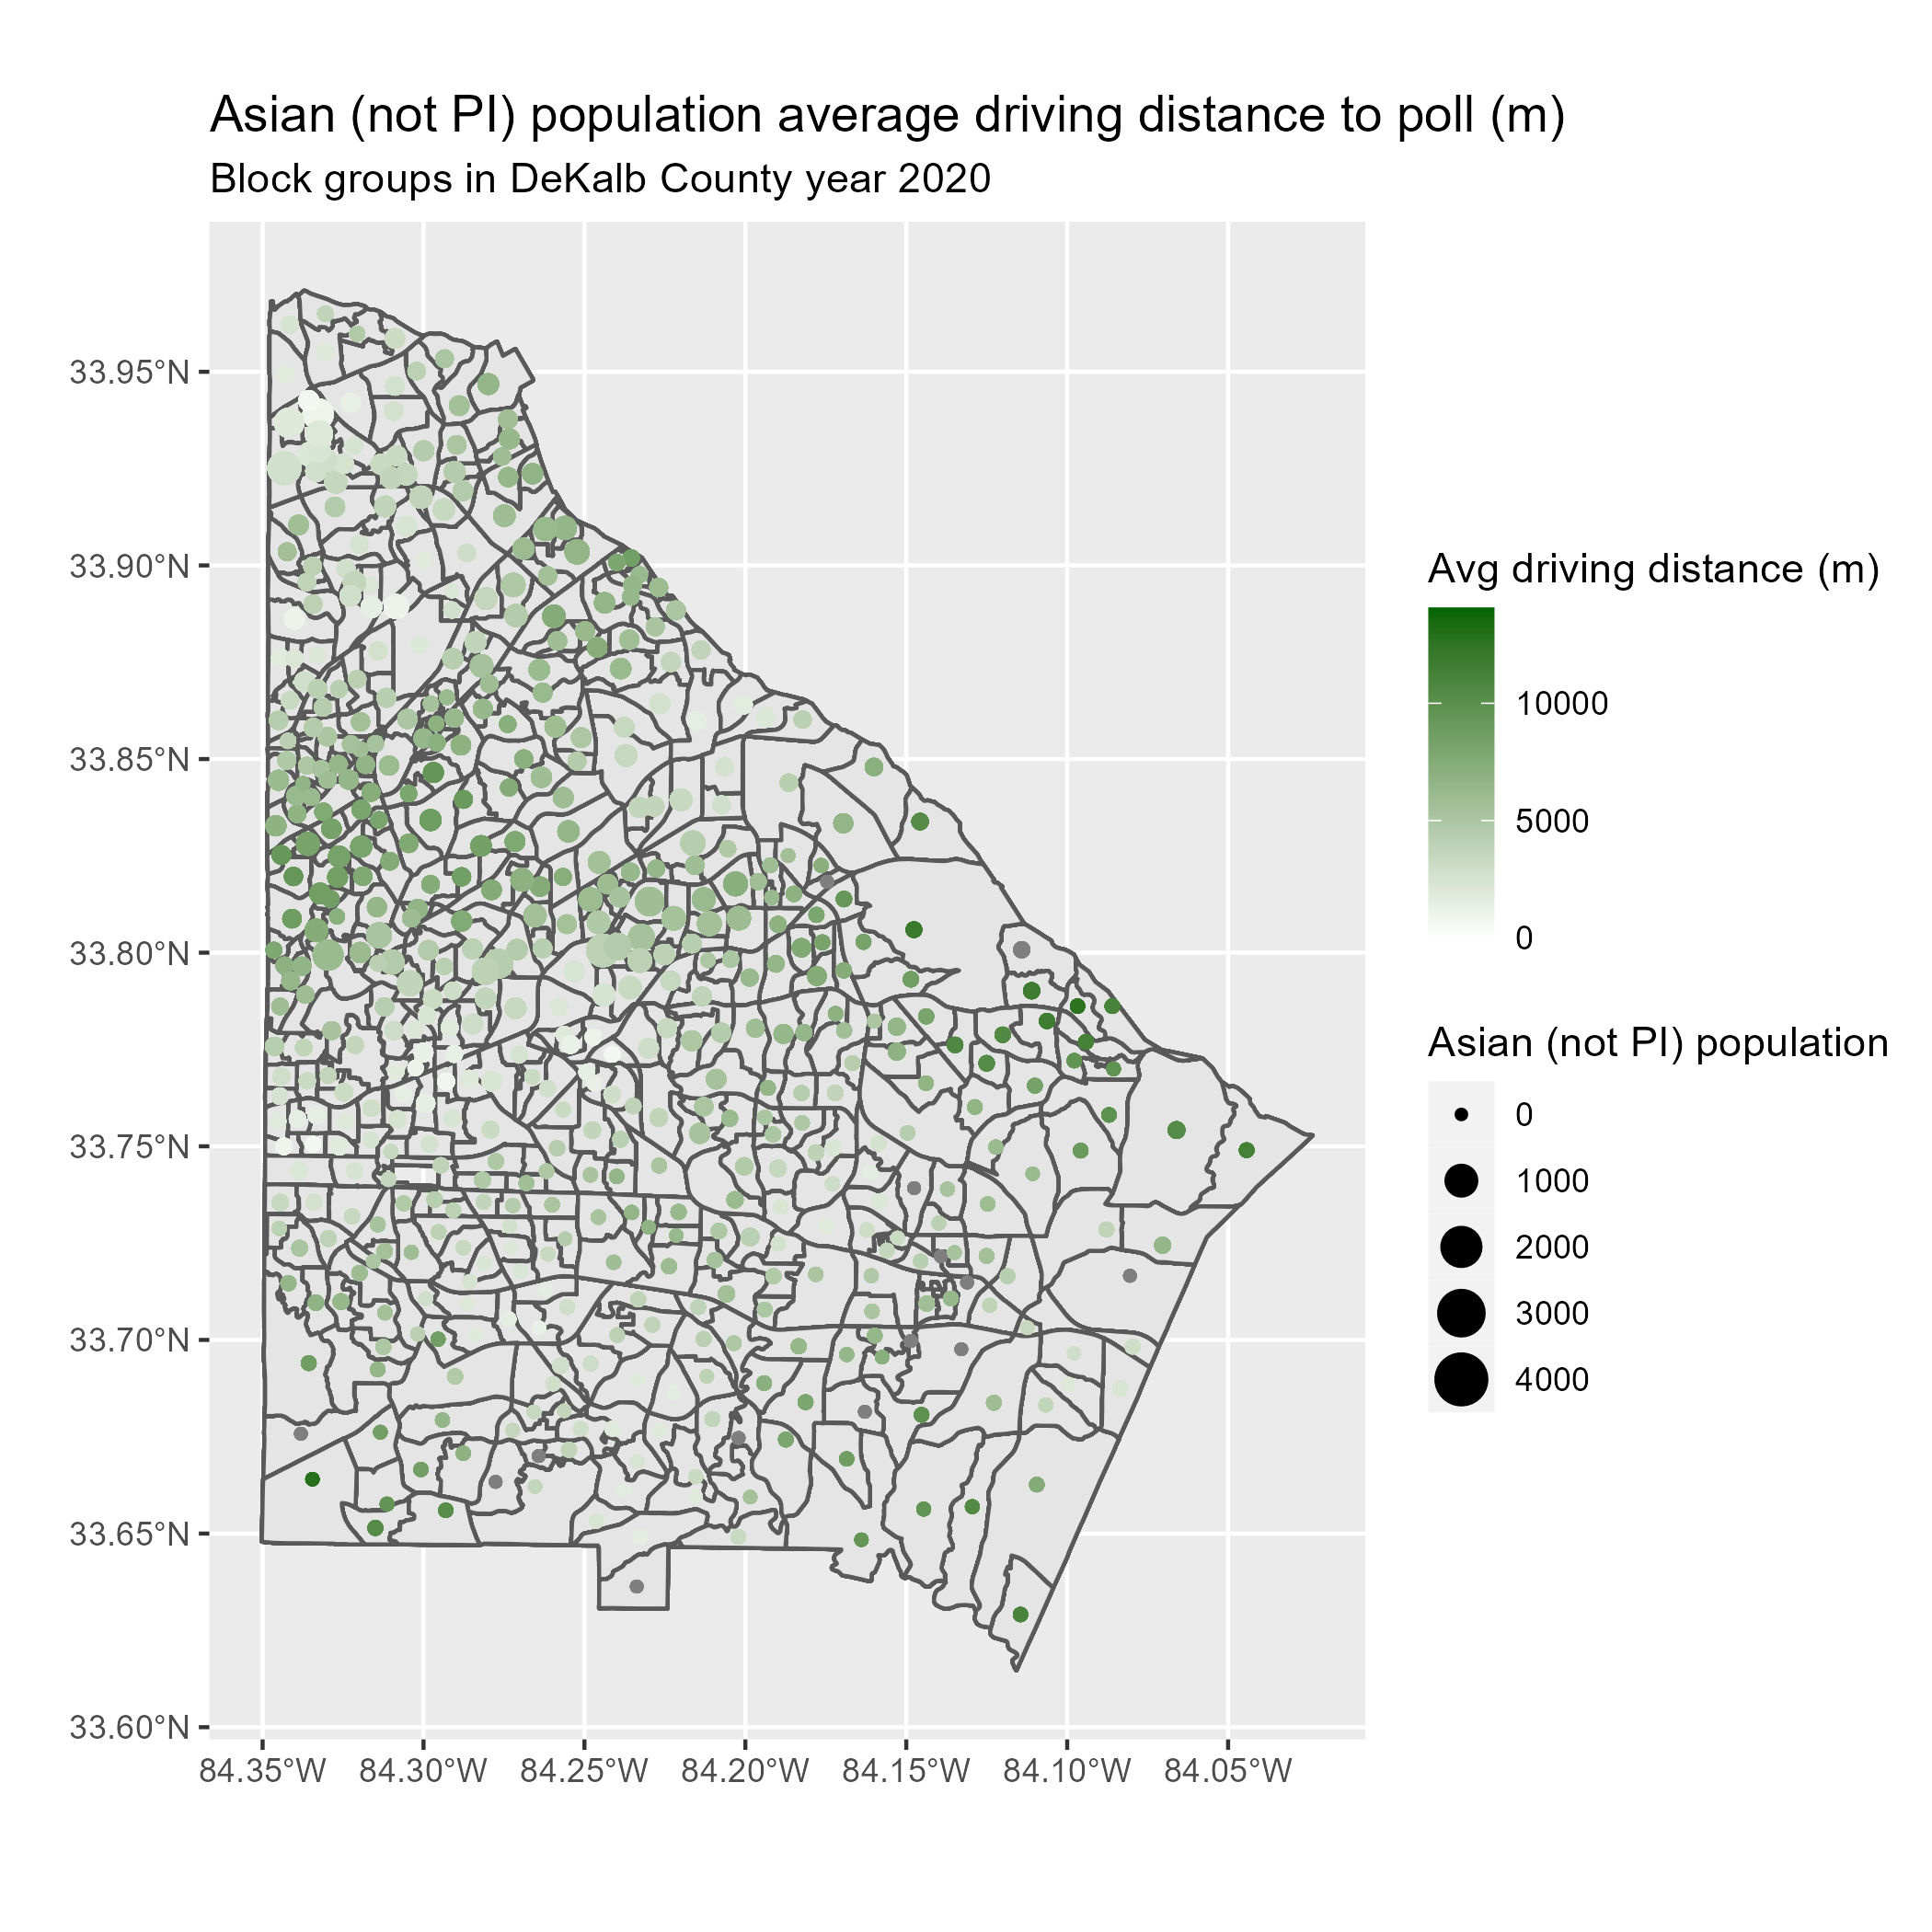 Asian (not PI) population average driving distance to poll (m)
Block groups in DeKalb County year 2020
33.95°N
33.90°N
33.85°N
33.80°N
33.75°N
33.70°N
33.65°N
33.60°N
84.35°W
84.30°W
84.25°W
84.20°W
84.15°W
84.10°W
84.05°W
Avg driving distance (m)
10000
5000
0
Asian (not PI) population
0
1000
2000
3000
4000